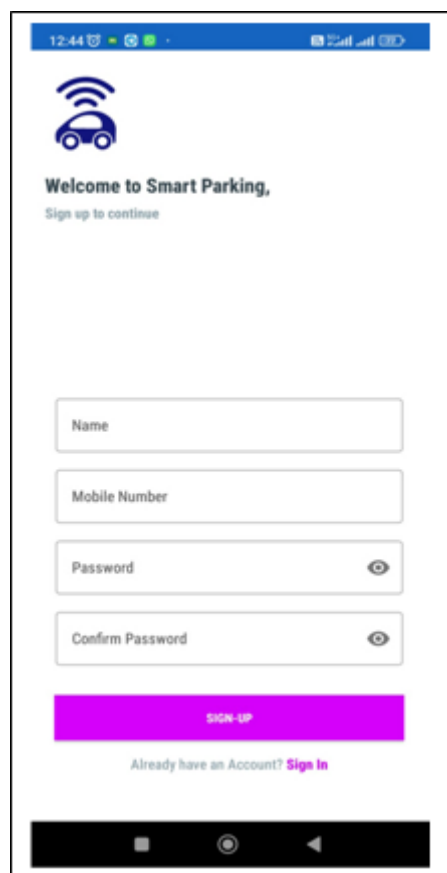 12:44
Welcome to Smart Parking,
Sign up to continue
Name
Mobile Number
Password
Confirm Password
SIGN-UP
Already have an Account? Sign In